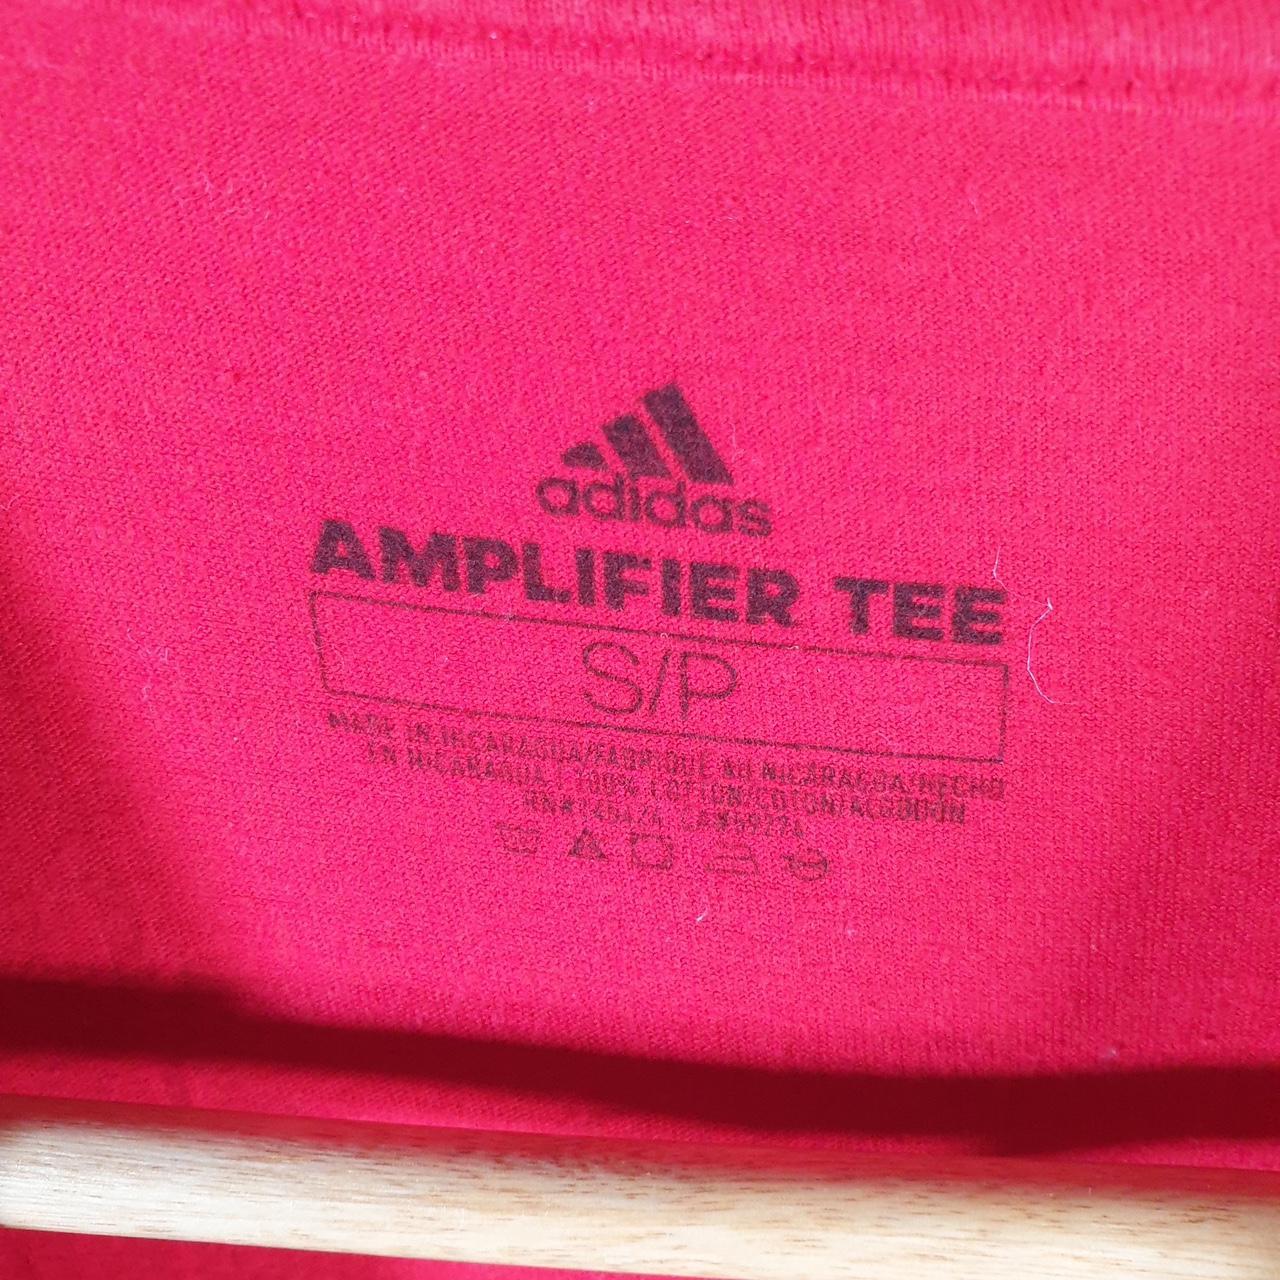 adidas
AMPLIFIER TEE
S/P
MADE IN NICARAGUA/FABRIQUÉ AU NICARAGUA/HECHO
EN NICARAGUA | 100% COTTON/COTON/ALGODÓN